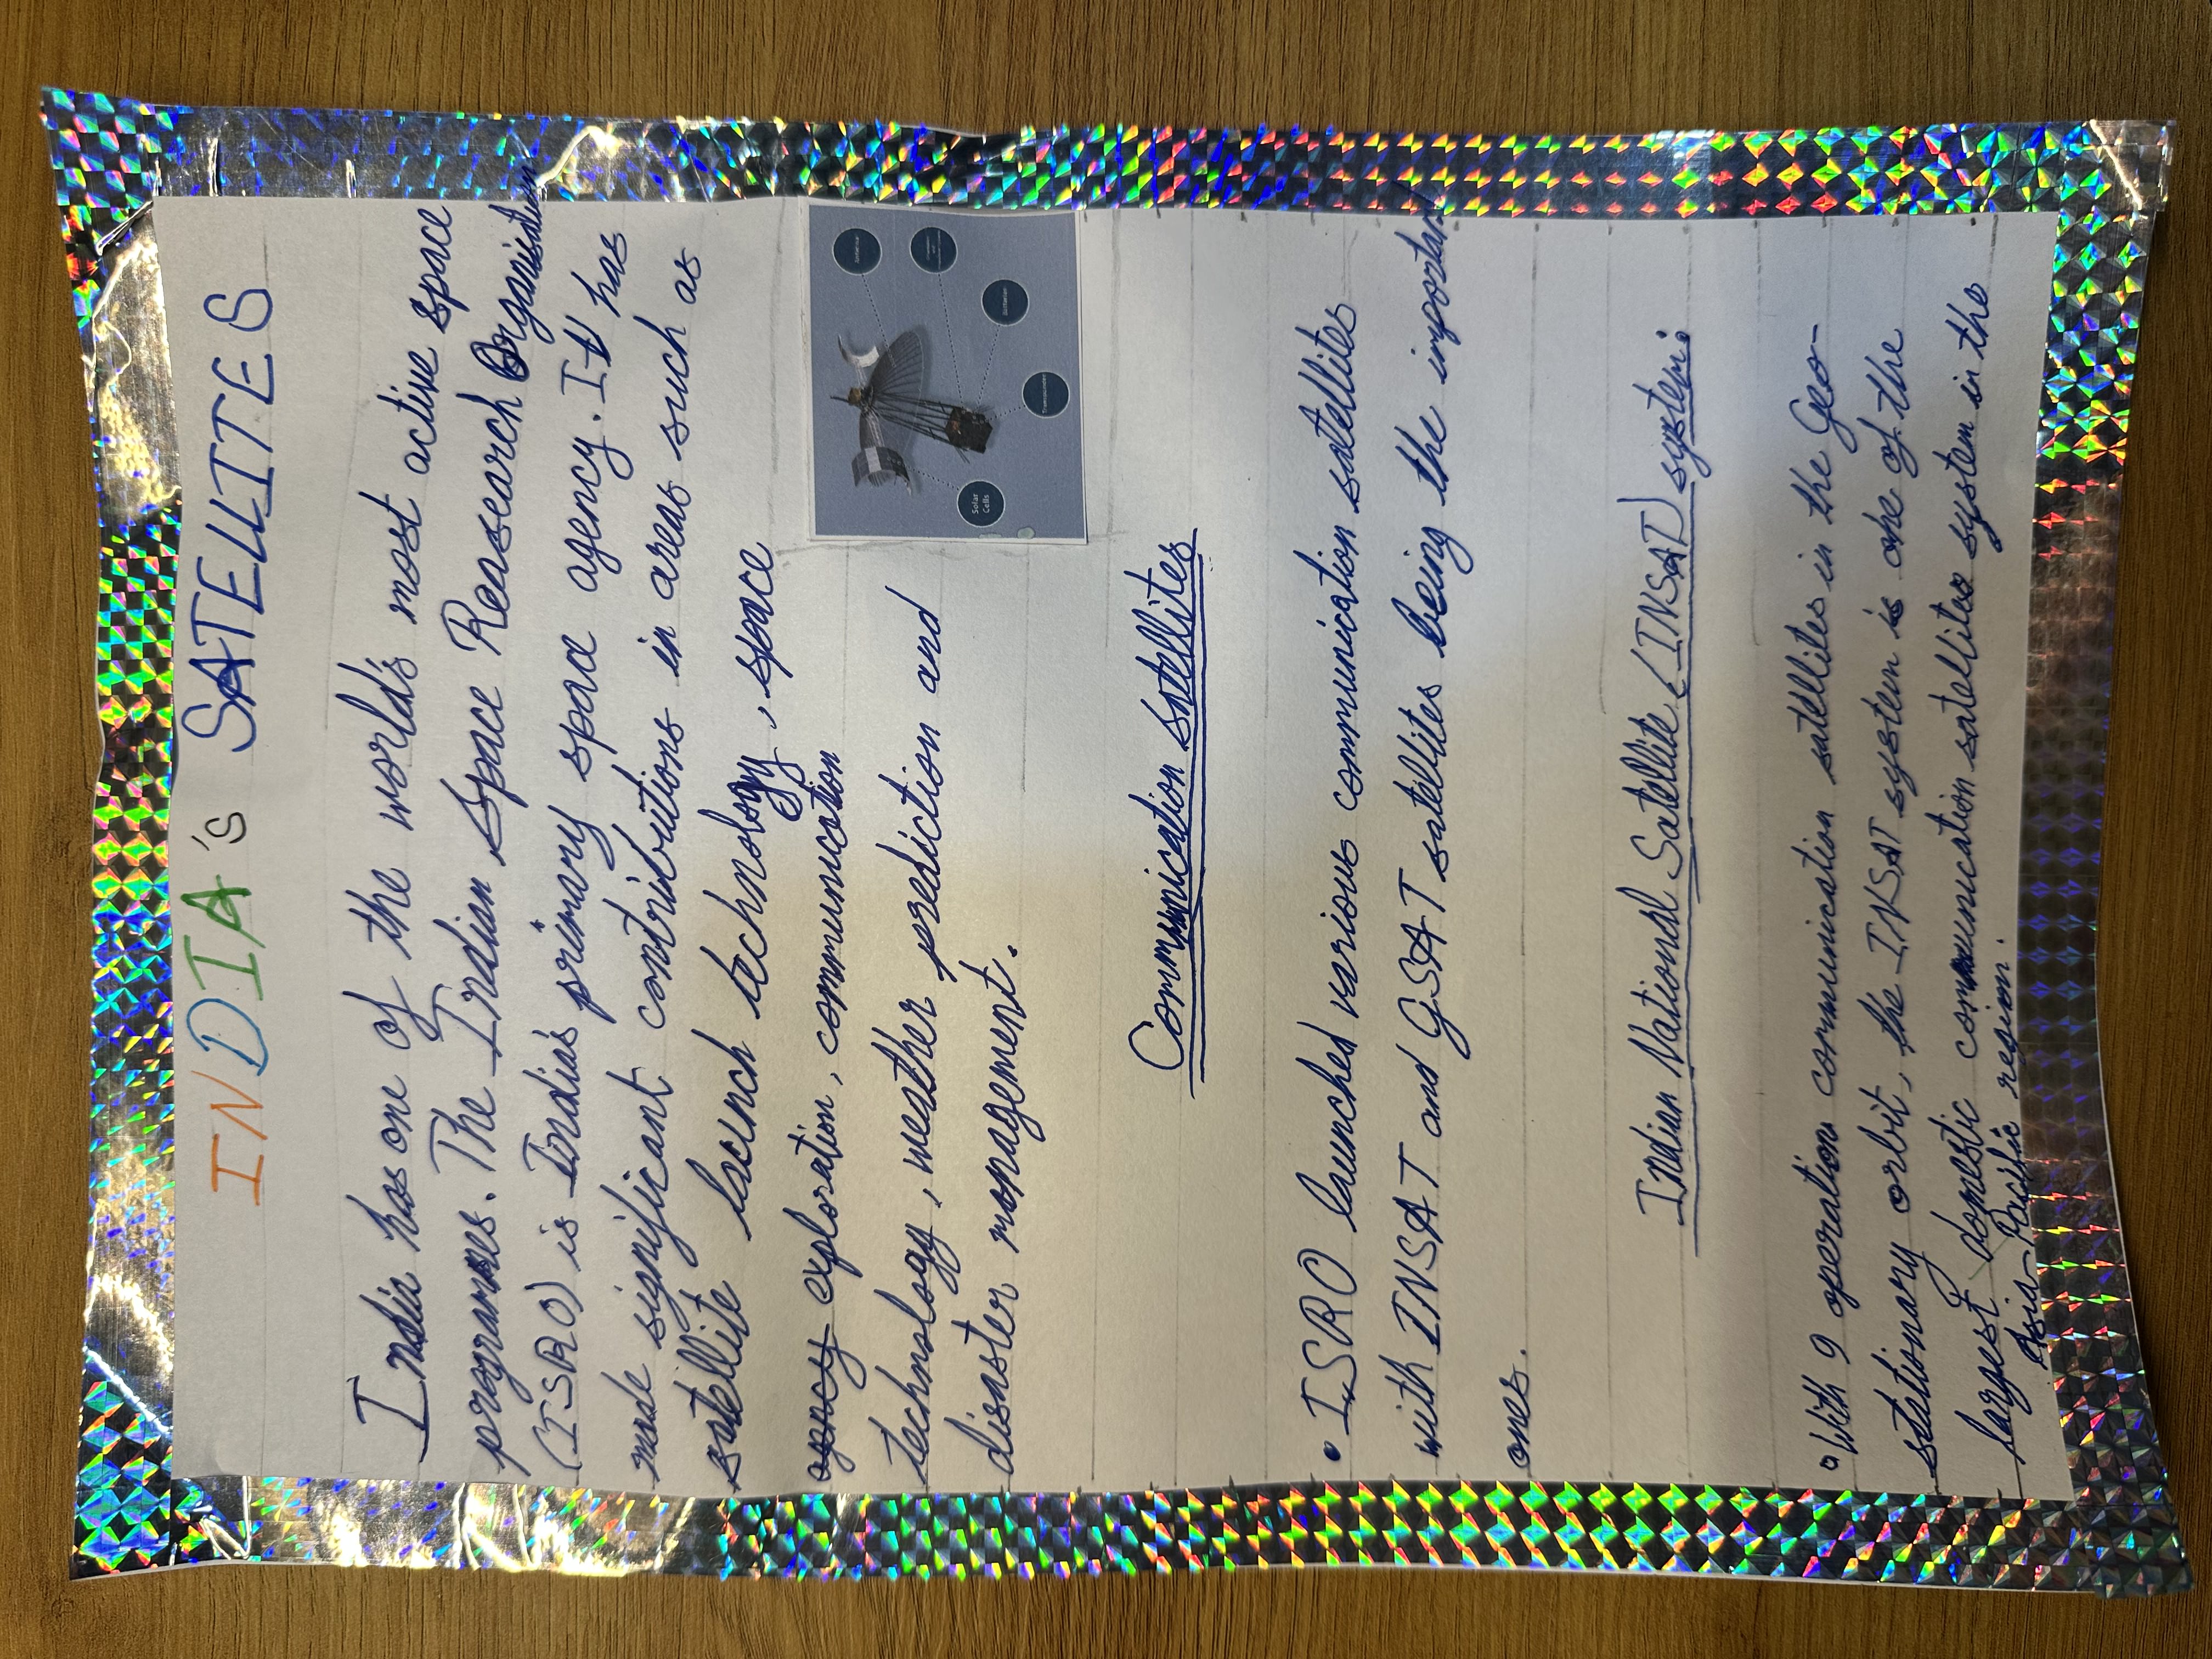 INDIA's SATELLITES
India has one of the world's most active space
programmes. The Indian Space Reasearch Organisation
(ISRO) is India's primary space agency. It has
made significant contributions in areas such as
satellite launch technology, space
agency exploration, communication
technology, weather prediction and
disaster management.
Solar
Cells
Batteries
Transponder
Communication satellites
• ISRO launched various communication satellites
with INSAT and GSAT satellites being the important
ones.
Indian National Satellite (INSAT) system:
• With 9 operation communication satellites in the Geo-
stationary orbit, the INSAT system is one of the
largest domestic communication satellites system in the
Asia-Pacific region.